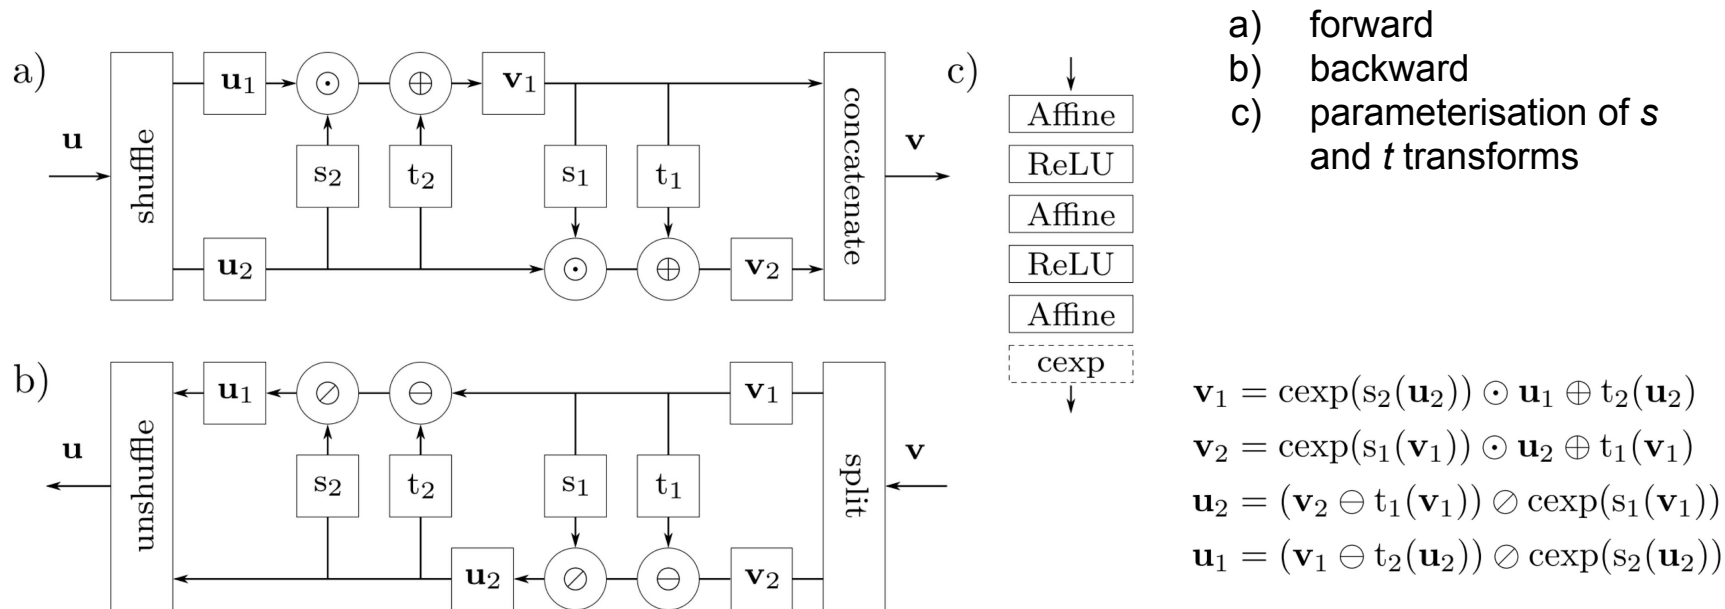 a)
u
shuffle
u₁
⊙
⊕
v₁
s₂
t₂
s₁
t₁
u₂
⊙
⊕
v₂
concatenate
v
b)
u
unshuffle
u₁
⊘
⊖
v₁
s₂
t₂
s₁
t₁
u₂
⊘
⊖
v₂
split
v
c)
Affine
ReLU
Affine
ReLU
Affine
cexp
a) forward
b) backward
c) parameterisation of s
and t transforms
v₁ = cexp(s₂(u₂)) ⊙ u₁ ⊕ t₂(u₂)
v₂ = cexp(s₁(v₁)) ⊙ u₂ ⊕ t₁(v₁)
u₂ = (v₂ ⊖ t₁(v₁)) ⊘ cexp(s₁(v₁))
u₁ = (v₁ ⊖ t₂(u₂)) ⊘ cexp(s₂(u₂))